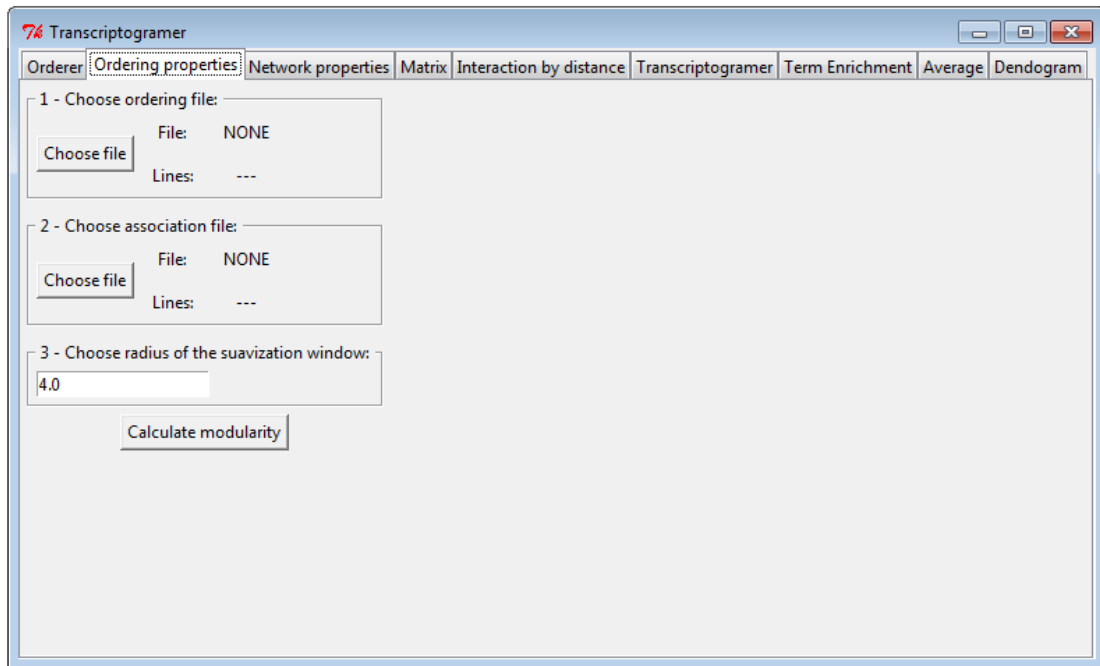 Transcriptogramer
Orderer Ordering properties Network properties Matrix Interaction by distance Transcriptogramer Term Enrichment Average Dendogram
1 - Choose ordering file:
File: NONE
Choose file
Lines: ---
2 - Choose association file:
File: NONE
Choose file
Lines: ---
3 - Choose radius of the suavization window:
4.0
Calculate modularity